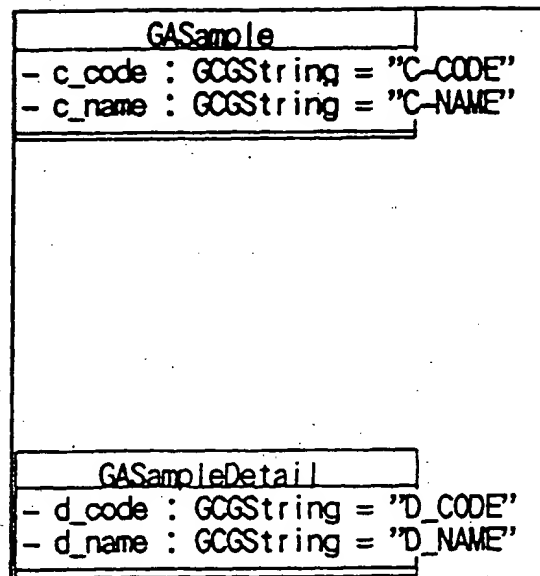 GASample
- c_code : GCGString = "C-CODE"
- c_name : GCGString = "C-NAME"
GASampleDetail
- d_code : GCGString = "D_CODE"
- d_name : GCGString = "D_NAME"